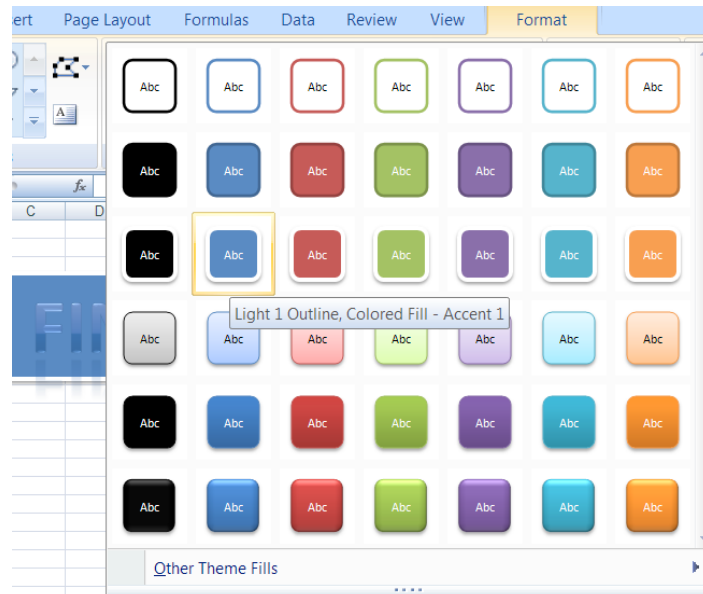 ert Page Layout Formulas Data Review View Format
Abc Abc Abc Abc Abc Abc Abc
A
Abc Abc Abc Abc Abc Abc Abc
fx
C D
Abc Abc Abc Abc Abc Abc Abc
Light 1 Outline, Colored Fill - Accent 1
FIN
Abc Abc Abc Abc Abc Abc Abc
Abc Abc Abc Abc Abc Abc Abc
Abc Abc Abc Abc Abc Abc Abc
Other Theme Fills